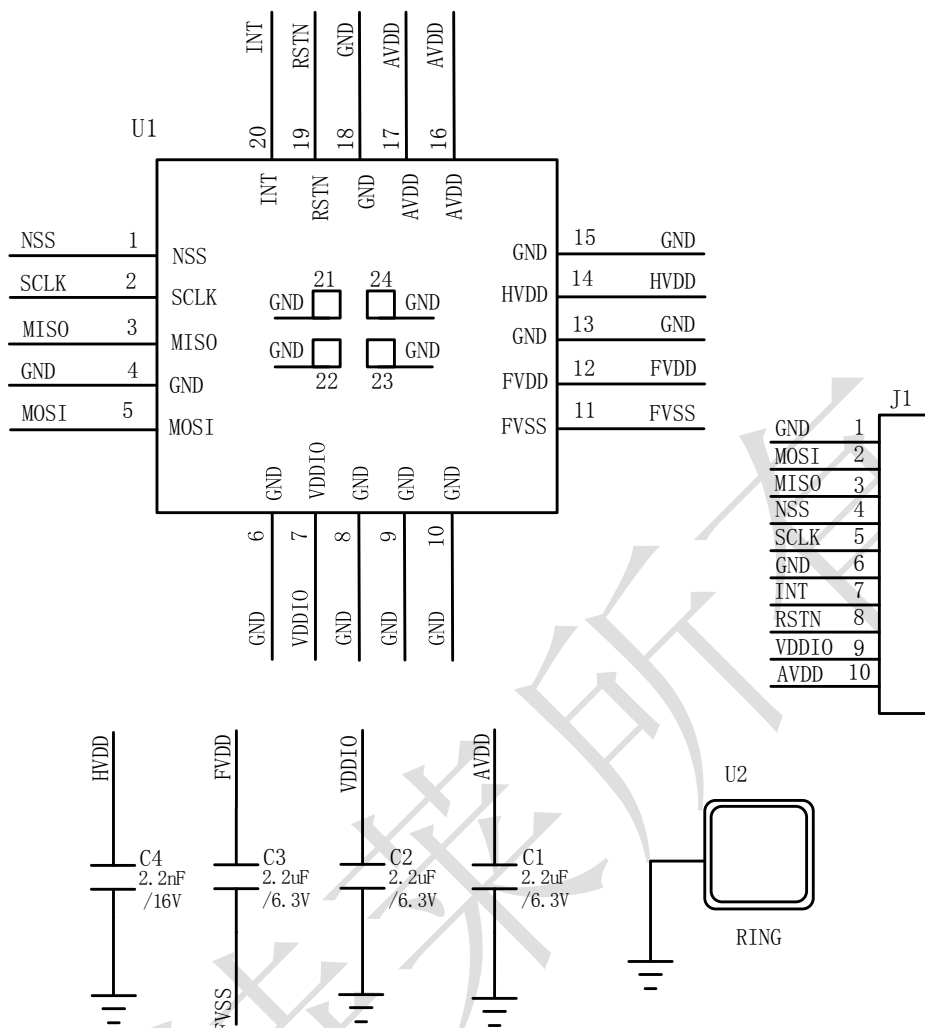 INT RSTN GND AVDD AVDD
20 19 18 17 16
U1
INT RSTN GND AVDD AVDD
NSS 1 NSS
SCLK 2 SCLK
MISO 3 MISO
GND 4 GND
MOSI 5 MOSI
21 24
GND GND
GND GND
22 23
GND 15 GND
HVDD 14 HVDD
GND 13 GND
FVDD 12 FVDD
FVSS 11 FVSS
GND VDDIO GND GND GND
6 7 8 9 10
GND VDDIO GND GND GND
J1
GND 1
MOSI 2
MISO 3
NSS 4
SCLK 5
GND 6
INT 7
RSTN 8
VDDIO 9
AVDD 10
HVDD
C4
2.2nF
/16V
FVDD
C3
2.2uF
/6.3V
FVSS
VDDIO
C2
2.2uF
/6.3V
AVDD
C1
2.2uF
/6.3V
U2
RING
莱所有